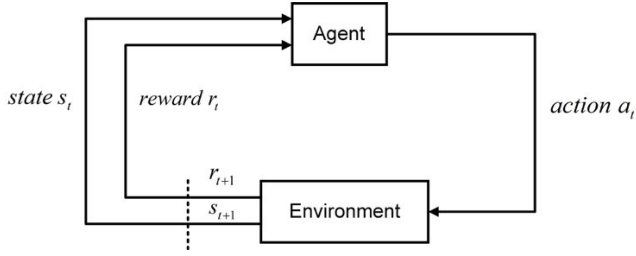 Agent
state s_t
reward r_t
action a_t
r_{t+1}
s_{t+1}
Environment